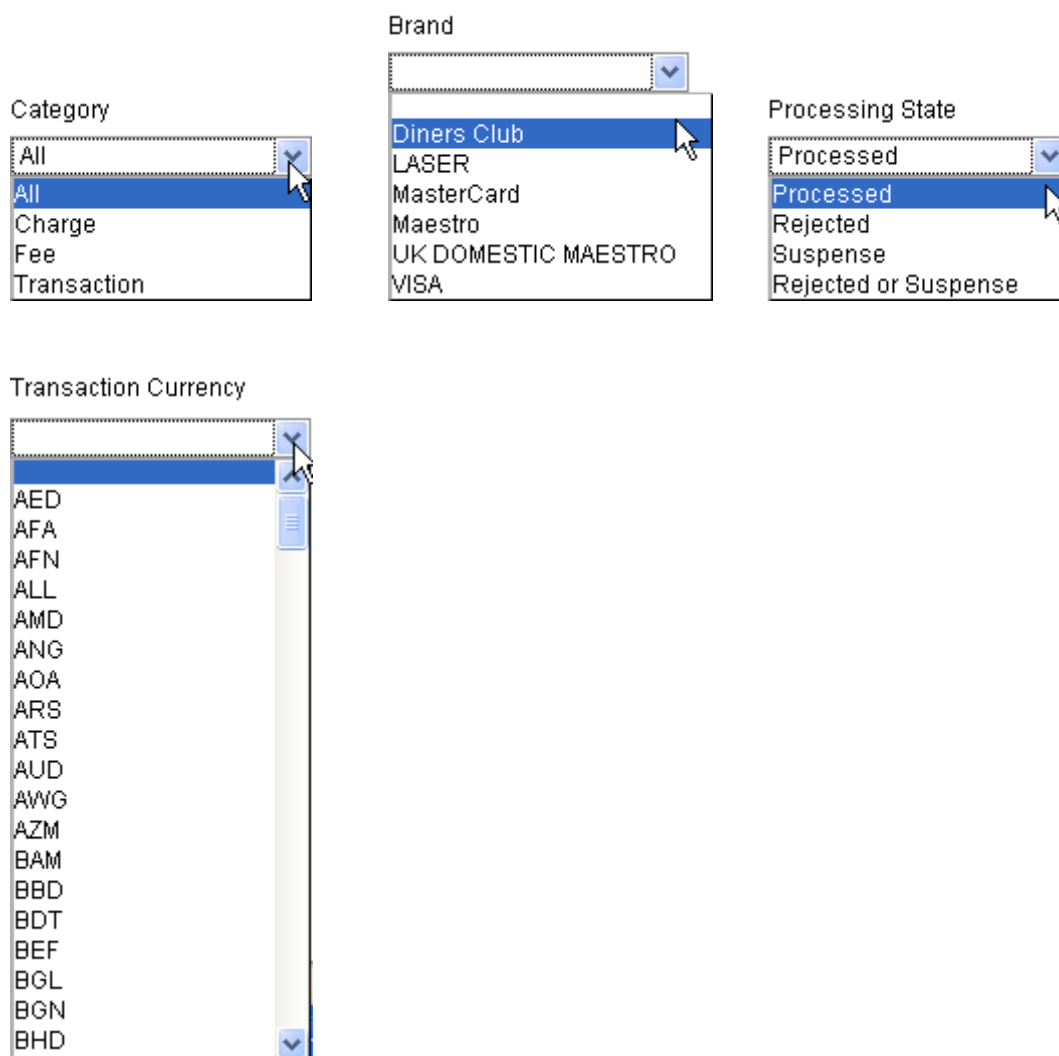 Brand
Diners Club
LASER
MasterCard
Maestro
UK DOMESTIC MAESTRO
VISA
Category
All
All
Charge
Fee
Transaction
Processing State
Processed
Processed
Rejected
Suspense
Rejected or Suspense
Transaction Currency
AED
AFA
AFN
ALL
AMD
ANG
AOA
ARS
ATS
AUD
AWG
AZM
BAM
BBD
BDT
BEF
BGL
BGN
BHD